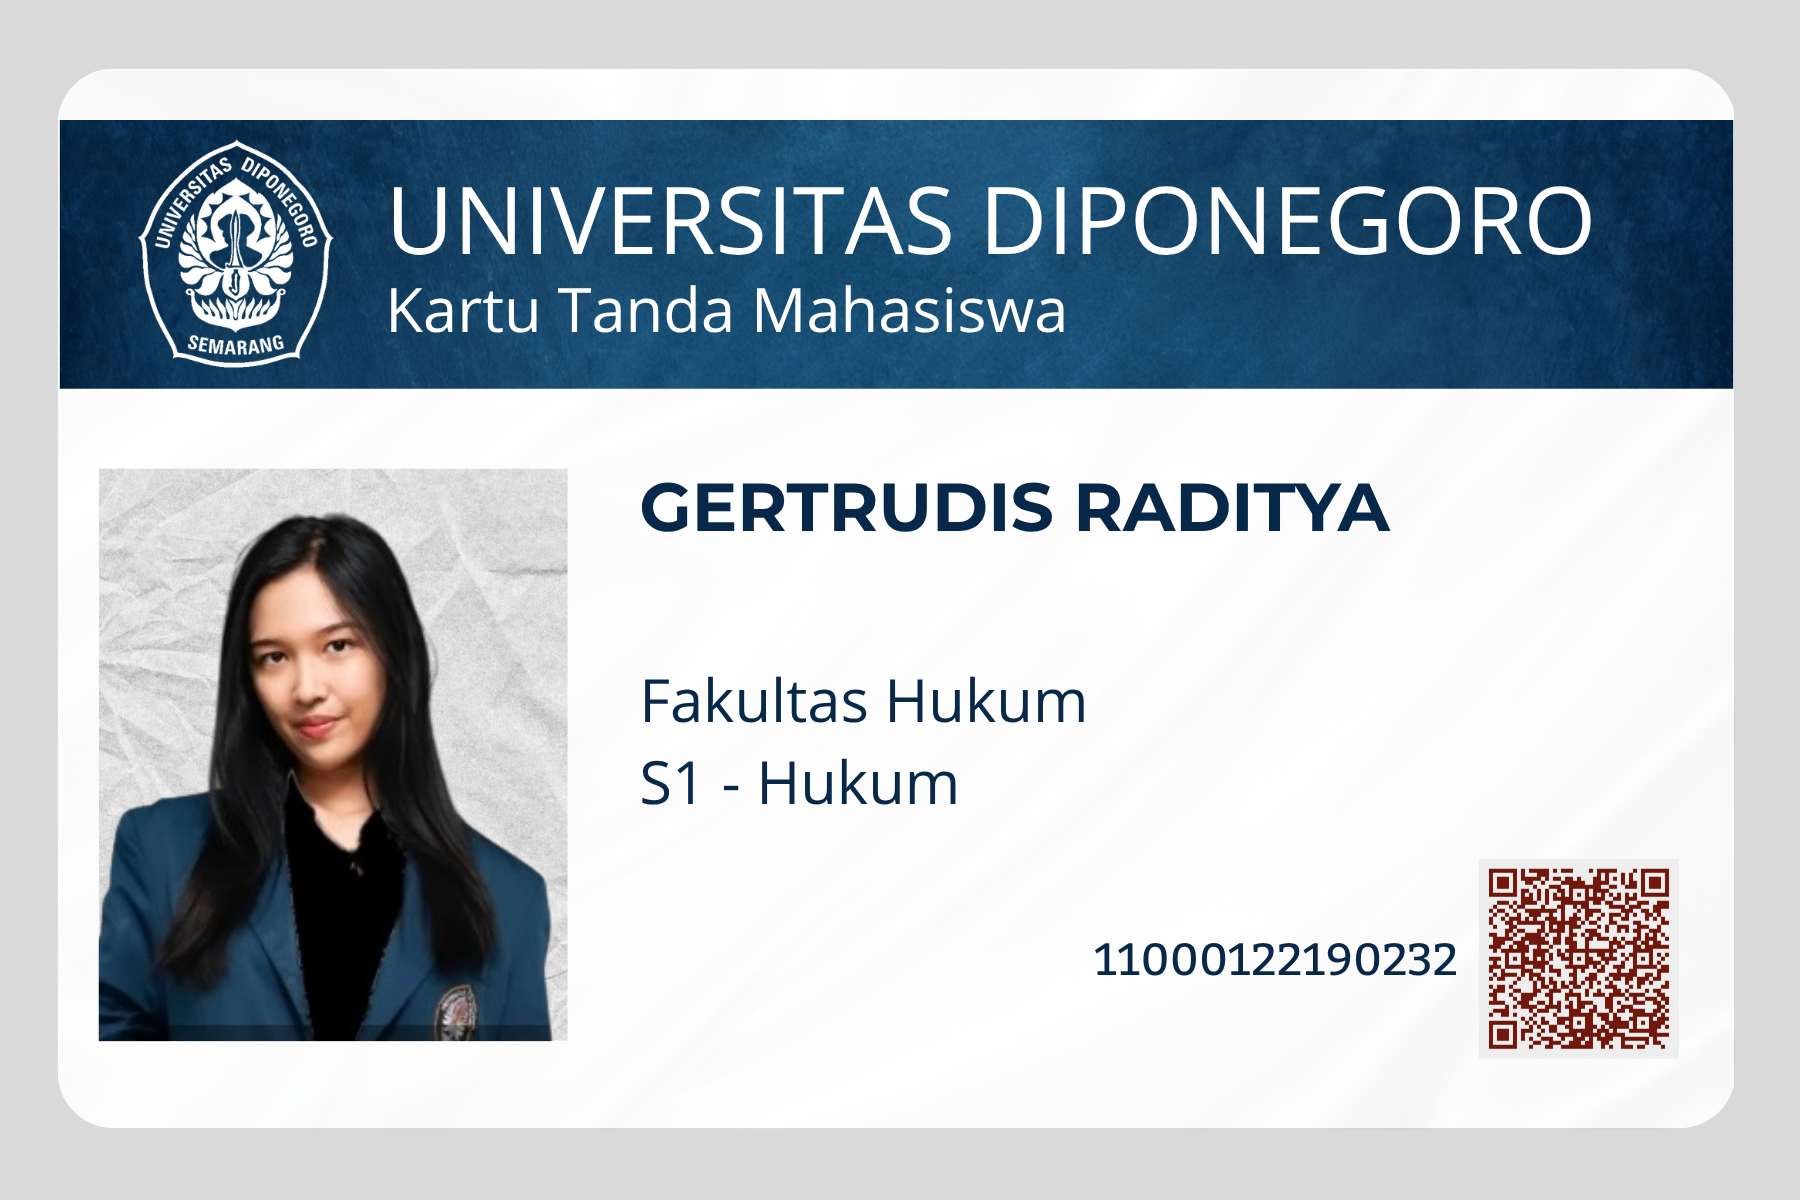 UNIVERSITAS DIPONEGORO
SEMARANG
UNIVERSITAS DIPONEGORO
Kartu Tanda Mahasiswa
GERTRUDIS RADITYA
Fakultas Hukum
S1 - Hukum
11000122190232